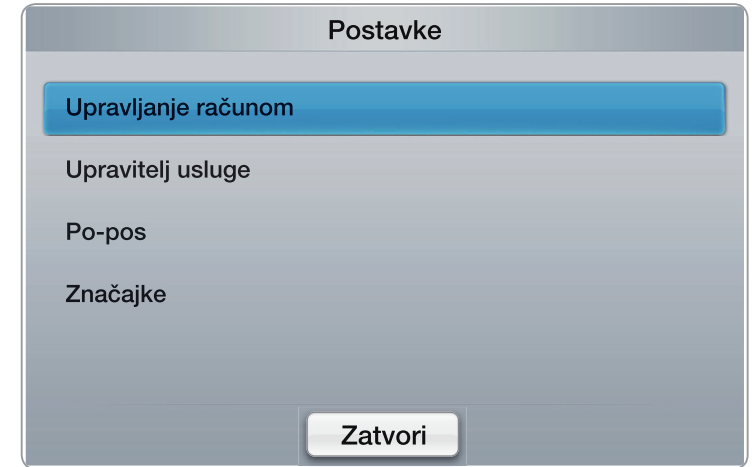 Postavke
Upravljanje računom
Upravitelj usluge
Po-pos
Značajke
Zatvori